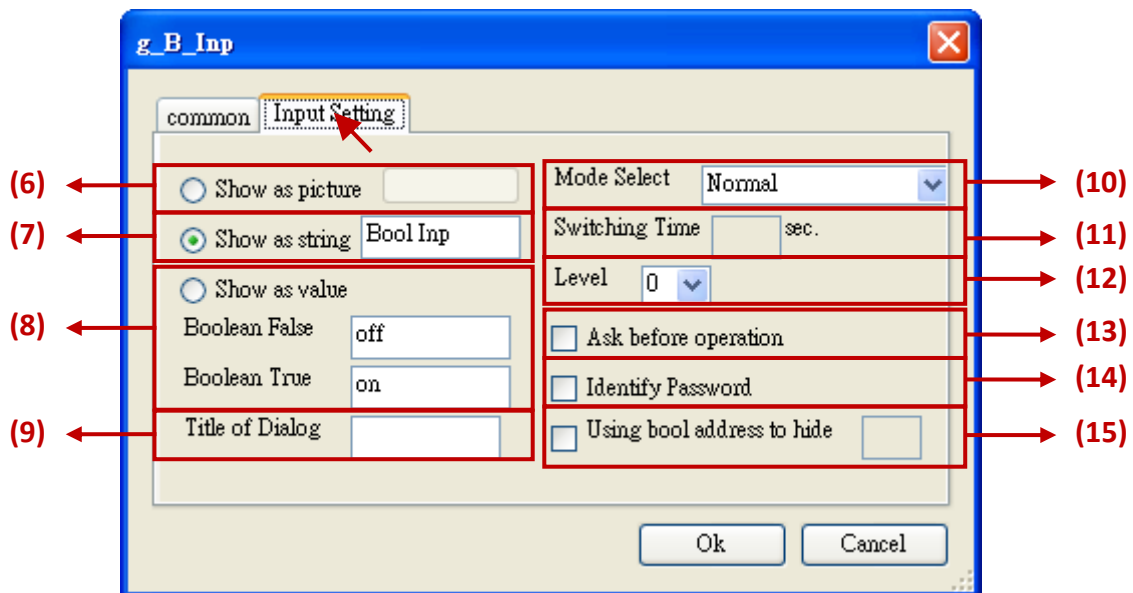 g_B_Inp
common Input Setting
(6) Show as picture
(7) Show as string Bool Inp
(8) Show as value
Boolean False off
Boolean True on
(9) Title of Dialog
Mode Select Normal (10)
Switching Time sec. (11)
Level 0 (12)
Ask before operation (13)
Identify Password (14)
Using bool address to hide (15)
Ok Cancel